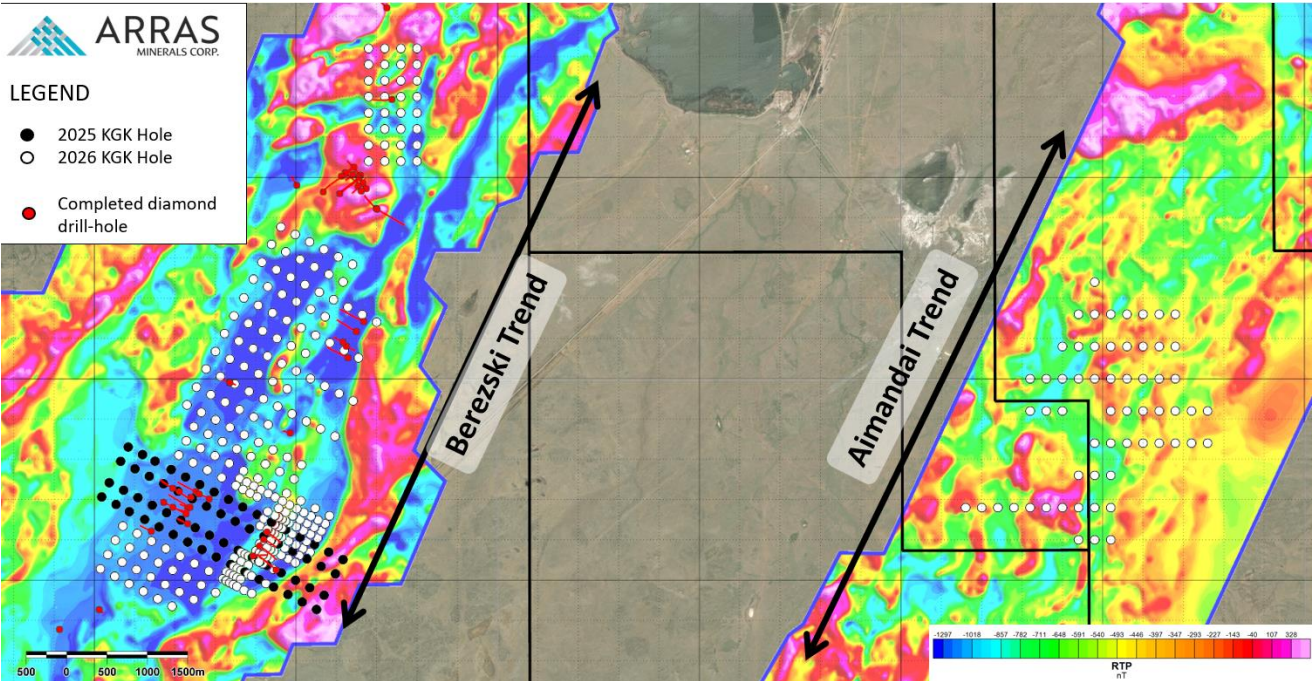 ARRAS
MINERALS CORP.
LEGEND
2025 KGK Hole
2026 KGK Hole
Completed diamond
drill-hole
Berezski Trend
Aimandai Trend
500 0 500 1000 1500m
-1297 -1018 -857 -782 -711 -648 -591 -540 -493 -446 -397 -347 -293 -227 -143 -40 107 328
RTP
nT